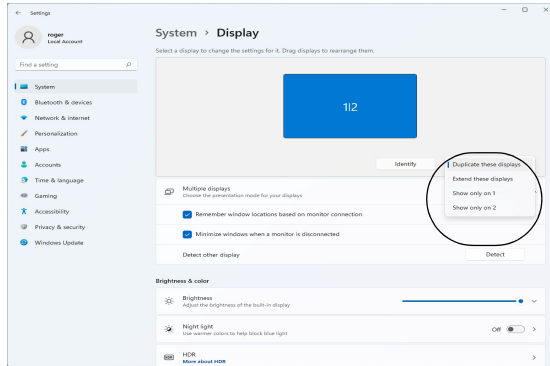 Settings
roger
Local Account
Find a setting
System
Bluetooth & devices
Network & internet
Personalization
Apps
Accounts
Time & language
Gaming
Accessibility
Privacy & security
Windows Update
System > Display
Select a display to change the settings for it. Drag displays to rearrange them.
1|2
Identify
Duplicate these displays
Extend these displays
Show only on 1
Show only on 2
Multiple displays
Choose the presentation mode for your displays
Remember window locations based on monitor connection
Minimize windows when a monitor is disconnected
Detect other display
Detect
Brightness & color
Brightness
Adjust the brightness of the built-in display
Night light
Use warmer colors to help block blue light
Off
HDR
HDR
More about HDR